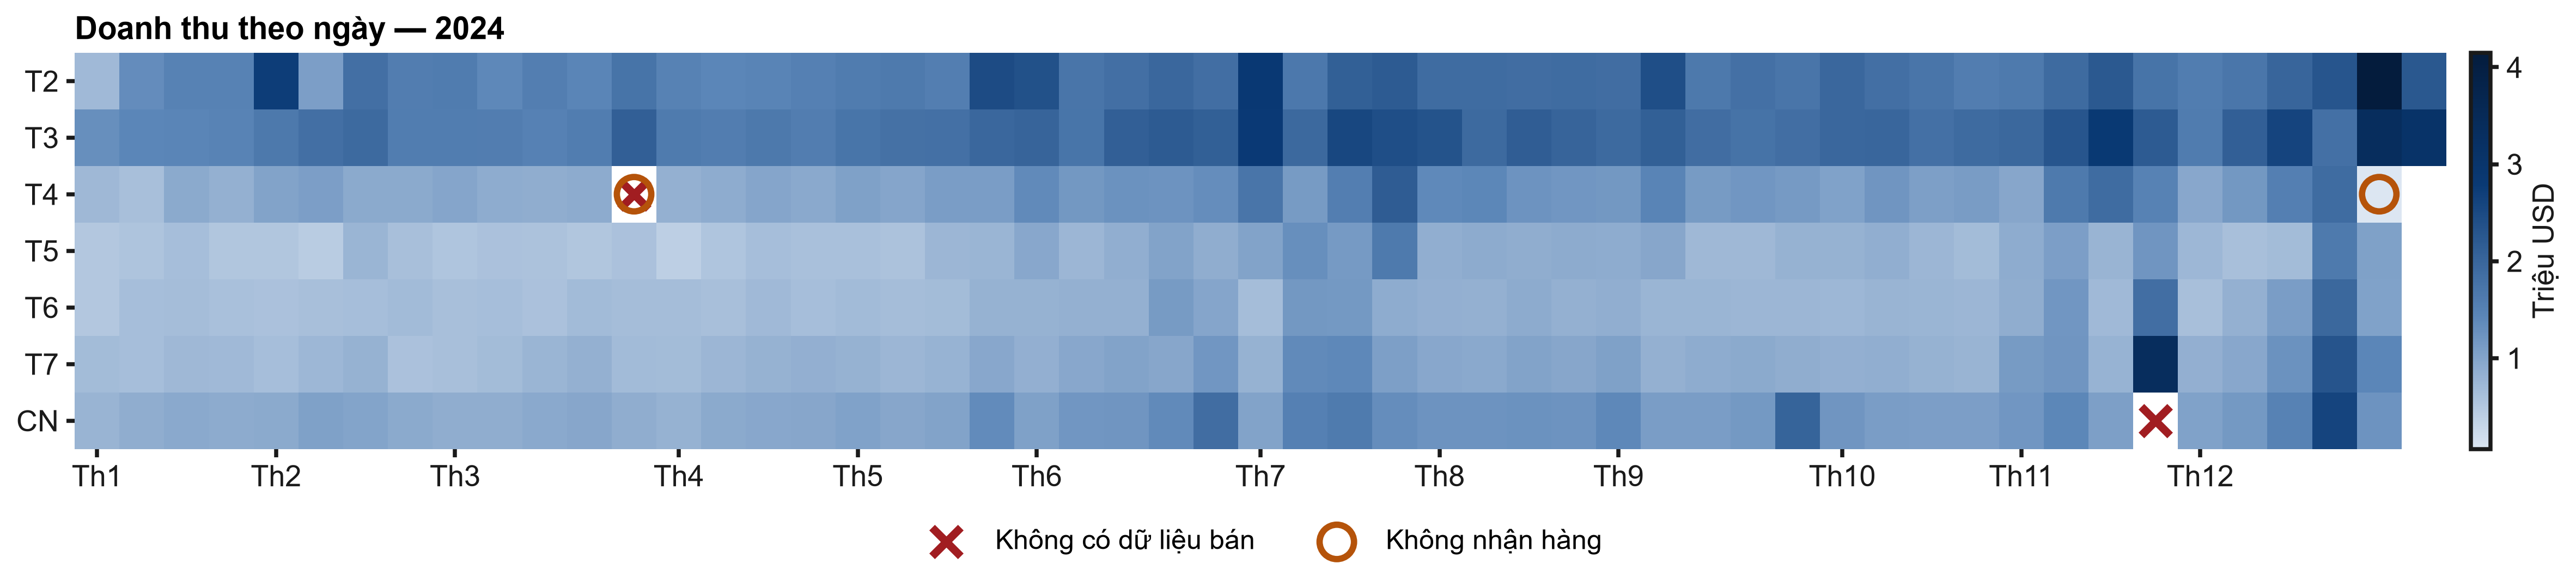 Doanh thu theo ngày — 2024
T2
T3
T4
T5
T6
T7
CN
Th1 Th2 Th3 Th4 Th5 Th6 Th7 Th8 Th9 Th10 Th11 Th12
4
3
2
1
Triệu USD
Không có dữ liệu bán
Không nhận hàng